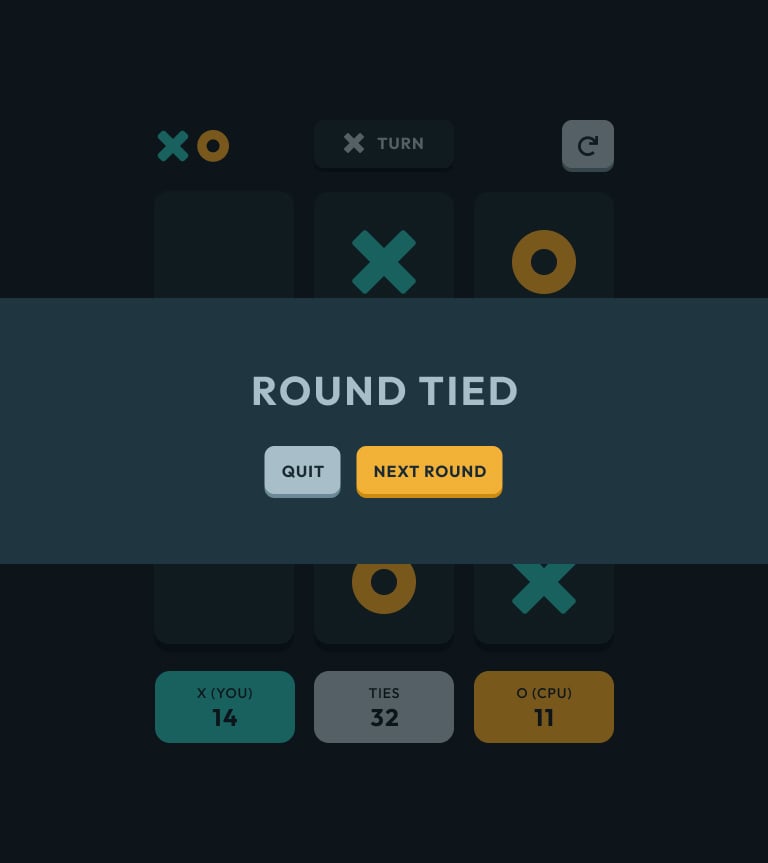 TURN
ROUND TIED
QUIT
NEXT ROUND
X (YOU)
14
TIES
32
O (CPU)
11